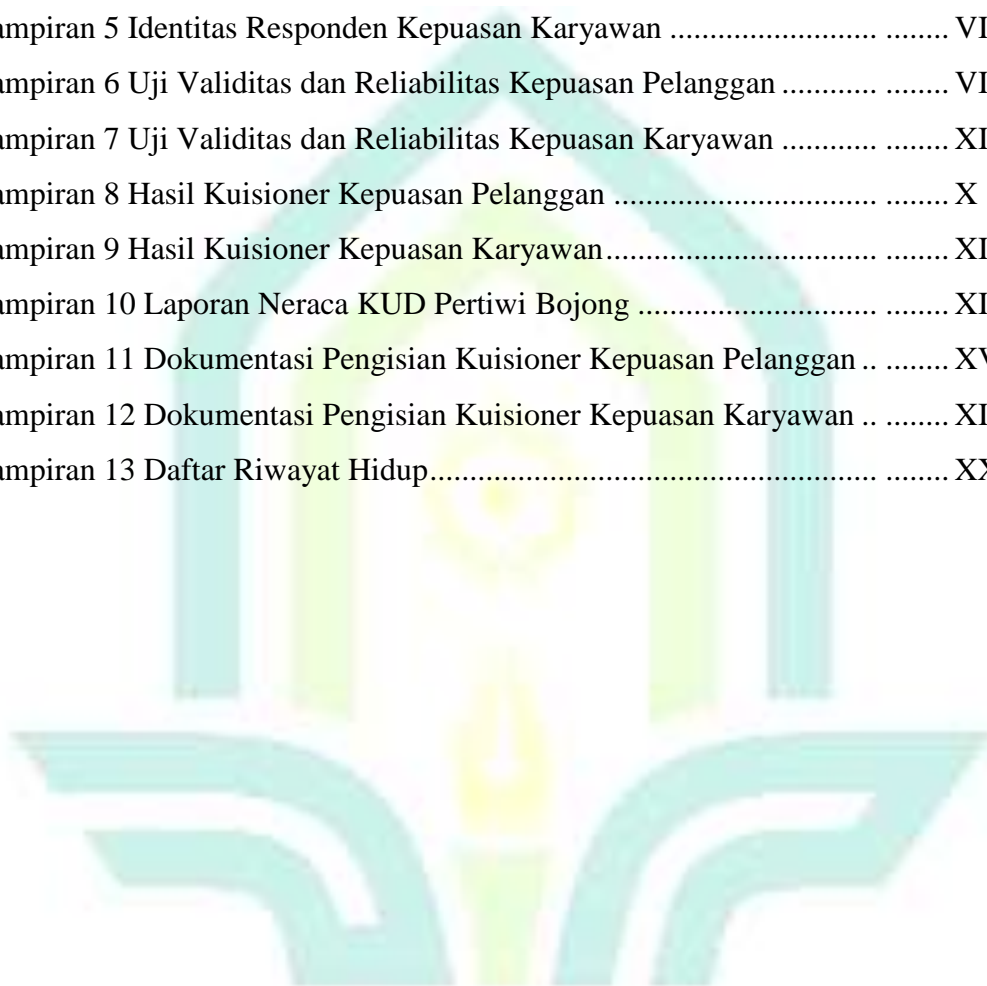 ampiran 5 Identitas Responden Kepuasan Karyawan ........................ ........ VI
ampiran 6 Uji Validitas dan Reliabilitas Kepuasan Pelanggan ............ ........ VI
ampiran 7 Uji Validitas dan Reliabilitas Kepuasan Karyawan ............ ........ XI
ampiran 8 Hasil Kuisioner Kepuasan Pelanggan ................................. ........ X
ampiran 9 Hasil Kuisioner Kepuasan Karyawan.................................. ........ XI
ampiran 10 Laporan Neraca KUD Pertiwi Bojong .............................. ........ XI
ampiran 11 Dokumentasi Pengisian Kuisioner Kepuasan Pelanggan .. ........ XV
ampiran 12 Dokumentasi Pengisian Kuisioner Kepuasan Karyawan .. ........ XI
ampiran 13 Daftar Riwayat Hidup........................................................ ........ XX